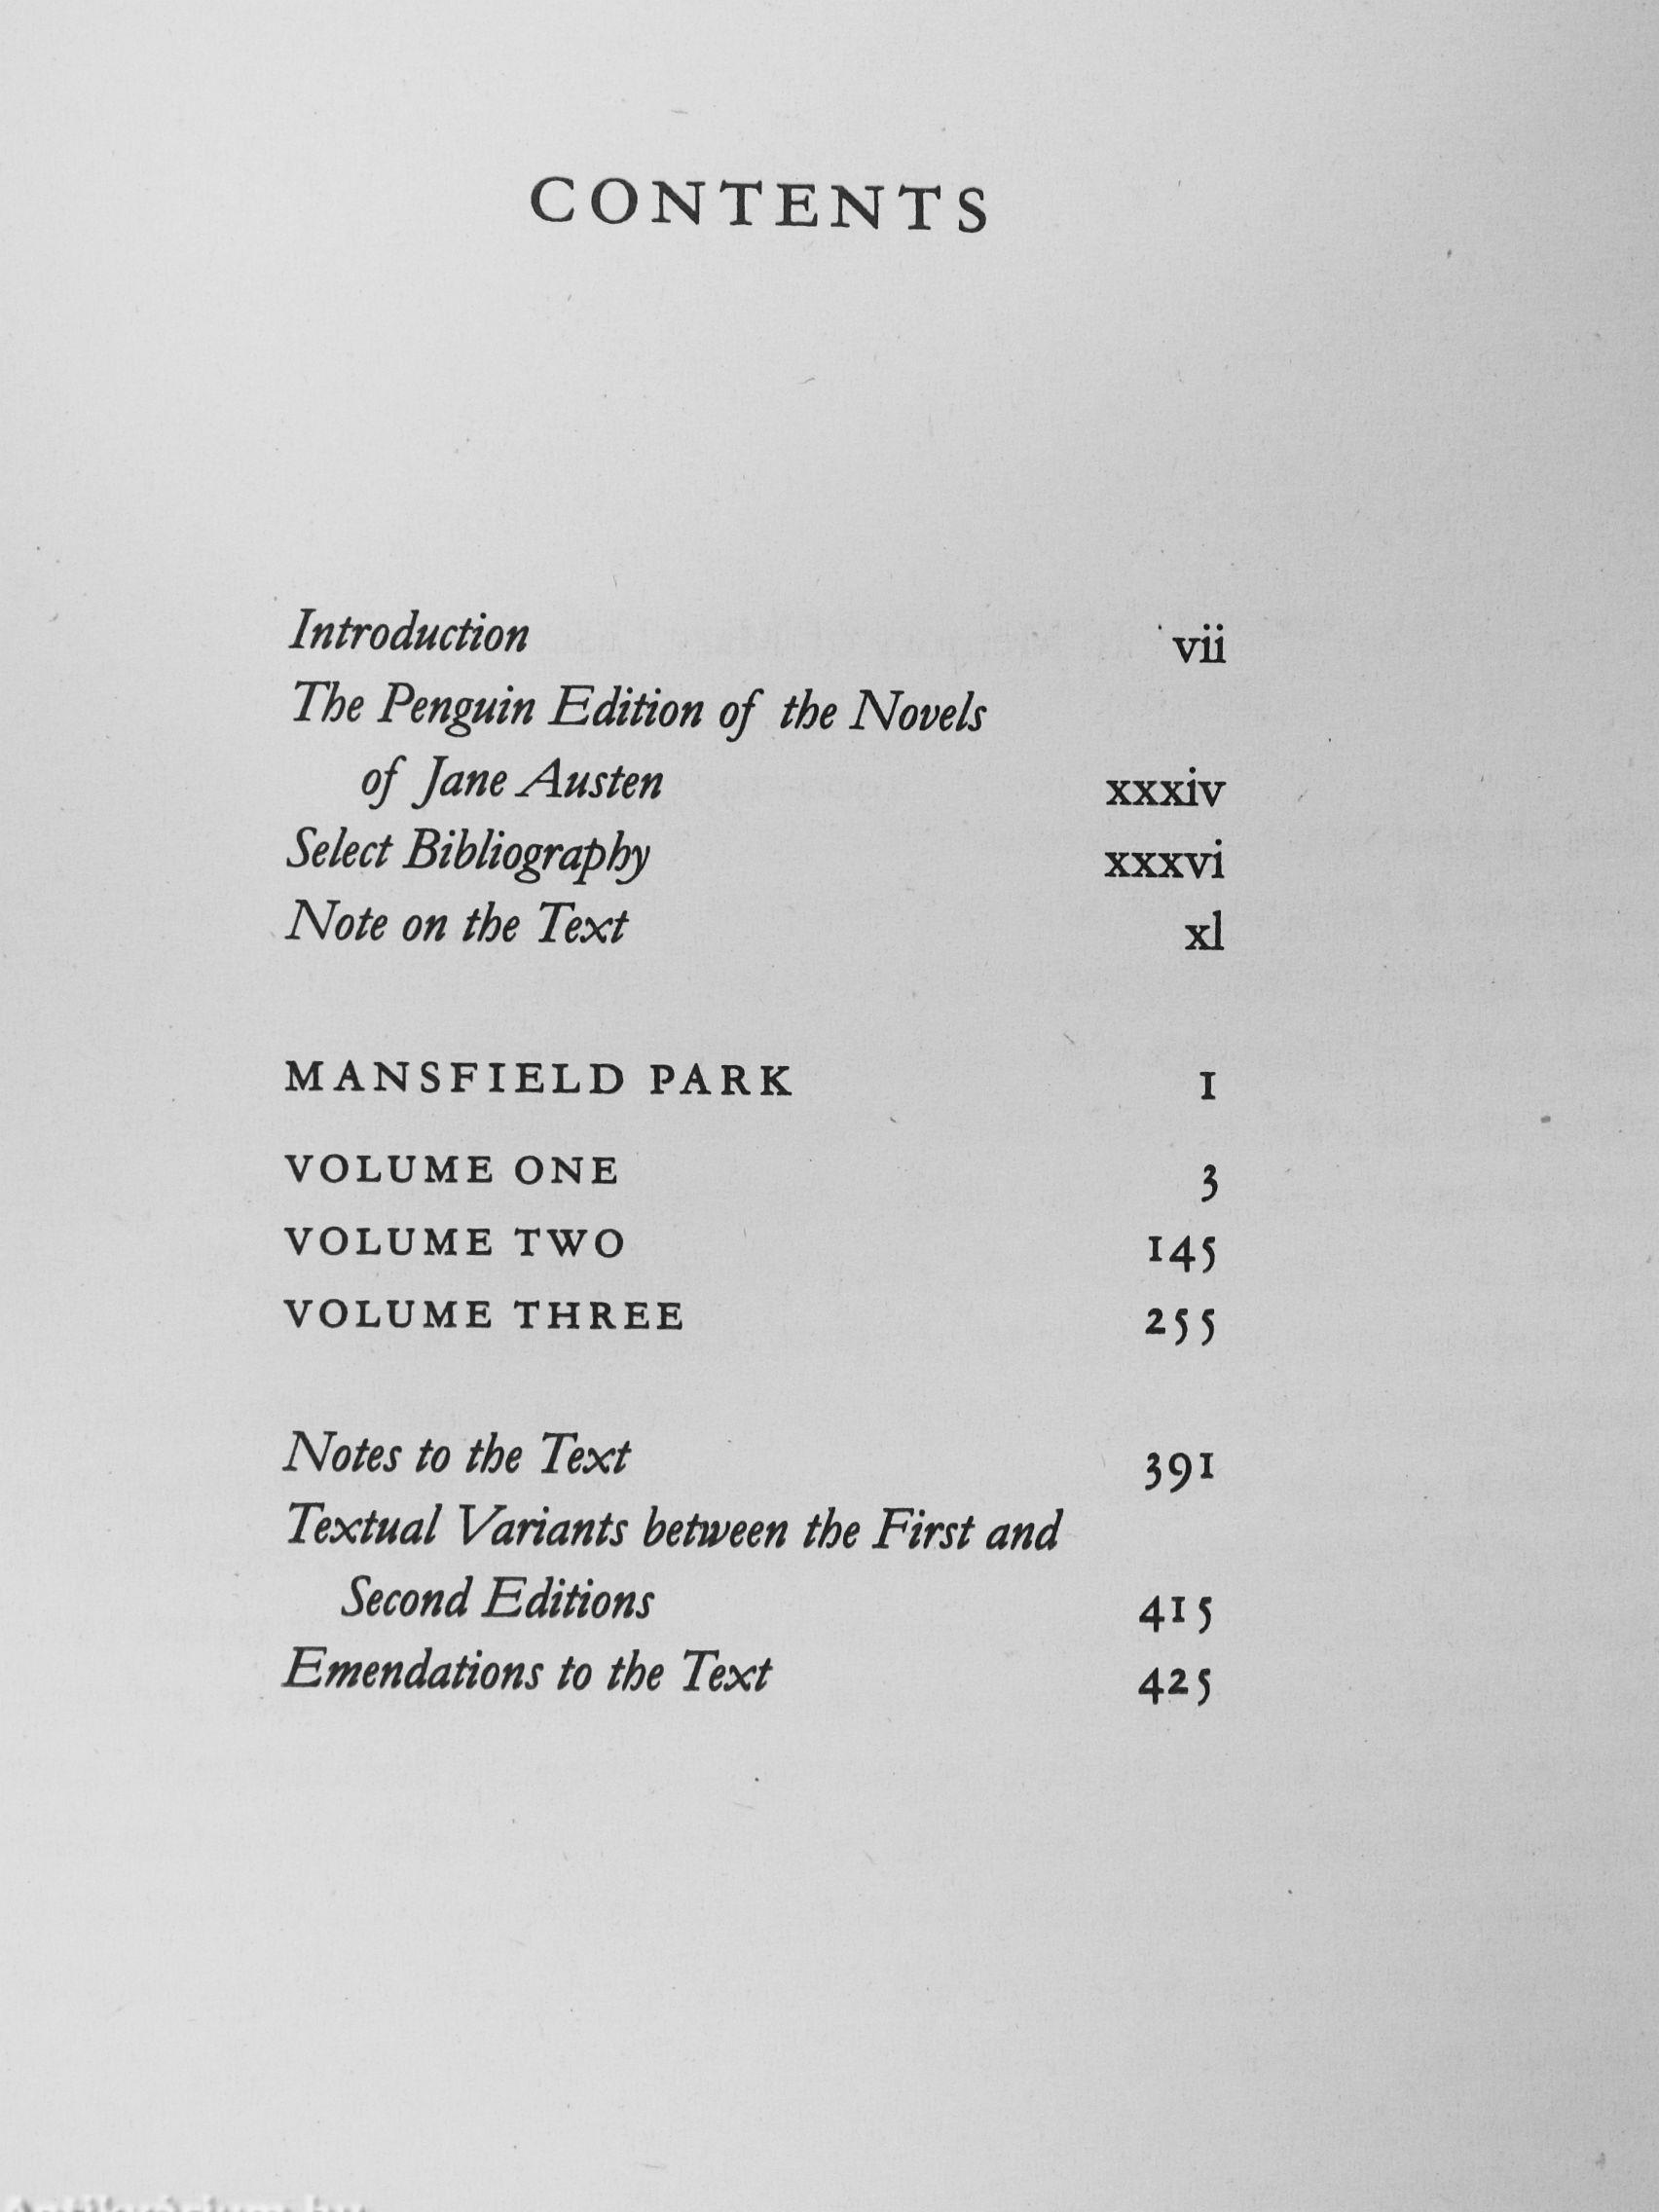 CONTENTS
Introduction vii
The Penguin Edition of the Novels
of Jane Austen xxxiv
Select Bibliography xxxvi
Note on the Text xl
MANSFIELD PARK 1
VOLUME ONE 3
VOLUME TWO 145
VOLUME THREE 255
Notes to the Text 391
Textual Variants between the First and
Second Editions 415
Emendations to the Text 425